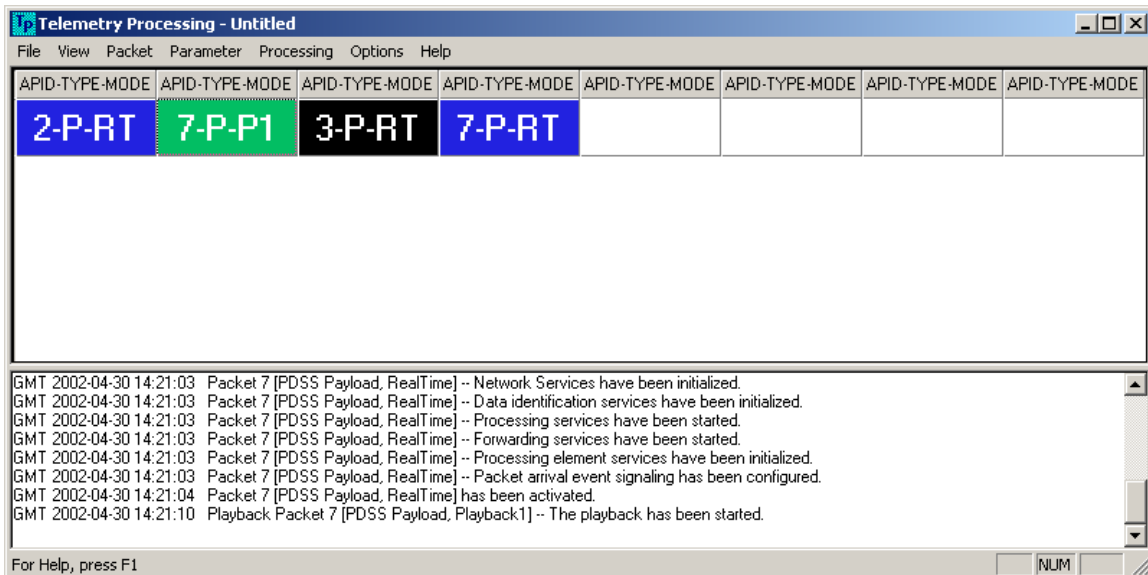 Tp Telemetry Processing - Untitled
File View Packet Parameter Processing Options Help
APID-TYPE-MODE APID-TYPE-MODE APID-TYPE-MODE APID-TYPE-MODE APID-TYPE-MODE APID-TYPE-MODE APID-TYPE-MODE APID-TYPE-MODE
2-P-RT 7-P-P1 3-P-RT 7-P-RT
GMT 2002-04-30 14:21:03 Packet 7 [PDSS Payload, RealTime] -- Network Services have been initialized.
GMT 2002-04-30 14:21:03 Packet 7 [PDSS Payload, RealTime] -- Data identification services have been initialized.
GMT 2002-04-30 14:21:03 Packet 7 [PDSS Payload, RealTime] -- Processing services have been started.
GMT 2002-04-30 14:21:03 Packet 7 [PDSS Payload, RealTime] -- Forwarding services have been started.
GMT 2002-04-30 14:21:03 Packet 7 [PDSS Payload, RealTime] -- Processing element services have been initialized.
GMT 2002-04-30 14:21:03 Packet 7 [PDSS Payload, RealTime] -- Packet arrival event signaling has been configured.
GMT 2002-04-30 14:21:04 Packet 7 [PDSS Payload, RealTime] has been activated.
GMT 2002-04-30 14:21:10 Playback Packet 7 [PDSS Payload, Playback1] -- The playback has been started.
For Help, press F1 NUM